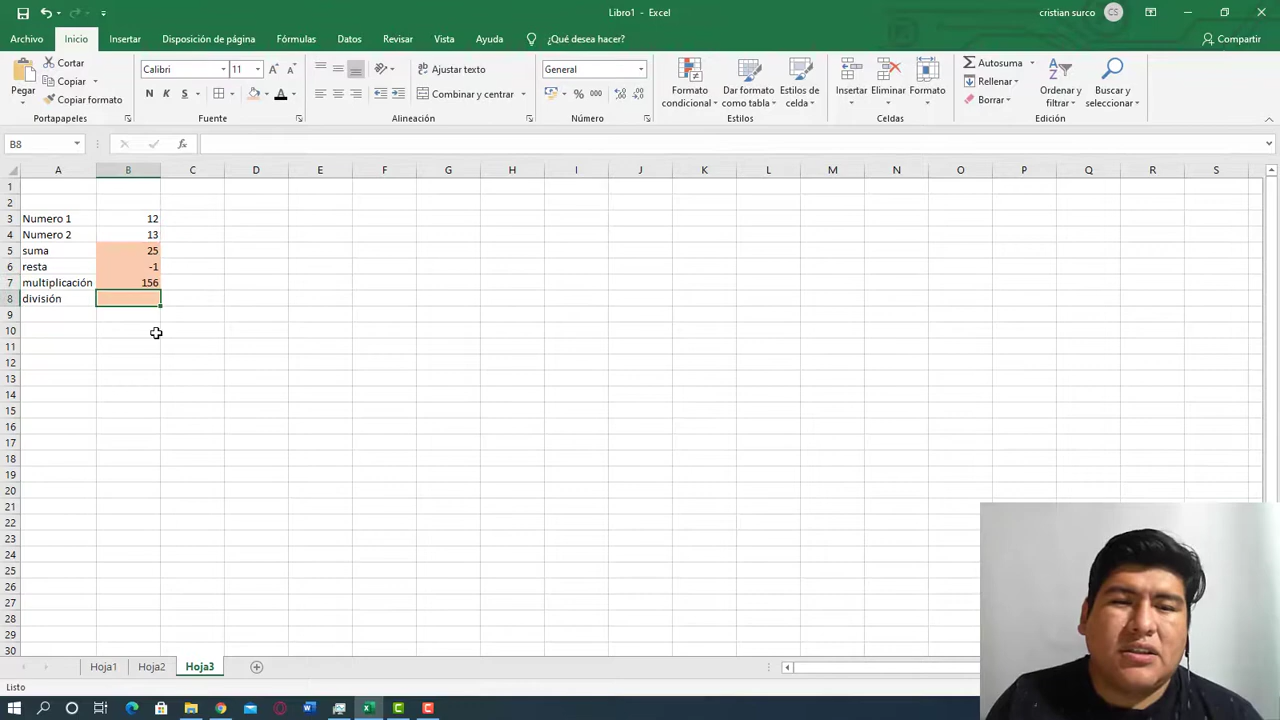 Libro1 - Excel
cristian surco CS
Archivo Inicio Insertar Disposición de página Fórmulas Datos Revisar Vista Ayuda ¿Qué desea hacer? Compartir
Pegar
Cortar
Copiar
Copiar formato
Portapapeles
Calibri 11
N K S
Fuente
Ajustar texto
Combinar y centrar
Alineación
General
% 000
Número
Formato condicional
Dar formato como tabla
Estilos de celda
Estilos
Insertar Eliminar Formato
Celdas
Autosuma
Rellenar
Borrar
Ordenar y filtrar
Buscar y seleccionar
Edición
B8 fx
A B C D E F G H I J K L M N O P Q R S
1
2
3 Numero 1 12
4 Numero 2 13
5 suma 25
6 resta -1
7 multiplicación 156
8 división
9
10
11
12
13
14
15
16
17
18
19
20
21
22
23
24
25
26
27
28
29
30
Hoja1 Hoja2 Hoja3
Listo